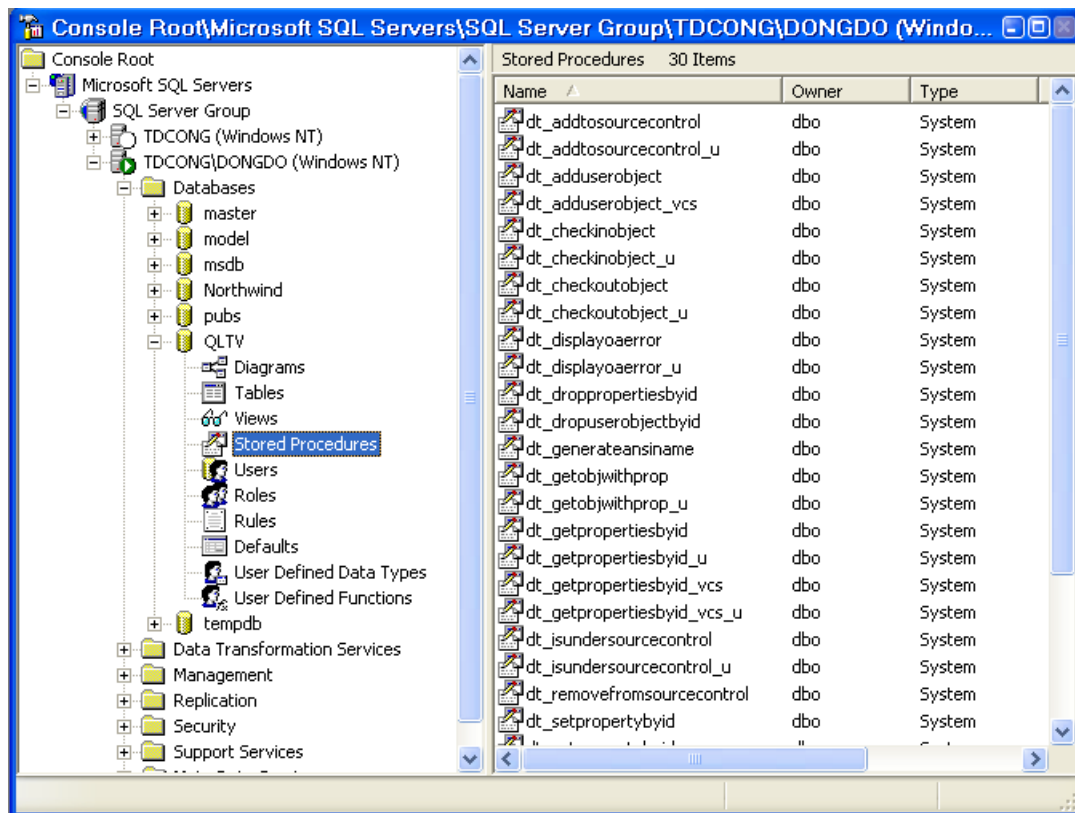 Console Root\Microsoft SQL Servers\SQL Server Group\TDCONG\DONGDO (Windo...
Console Root
Microsoft SQL Servers
SQL Server Group
TDCONG (Windows NT)
TDCONG\DONGDO (Windows NT)
Databases
master
model
msdb
Northwind
pubs
QLTV
Diagrams
Tables
Views
Stored Procedures
Users
Roles
Rules
Defaults
User Defined Data Types
User Defined Functions
tempdb
Data Transformation Services
Management
Replication
Security
Support Services
Stored Procedures 30 Items
Name Owner Type
dt_addtosourcecontrol dbo System
dt_addtosourcecontrol_u dbo System
dt_adduserobject dbo System
dt_adduserobject_vcs dbo System
dt_checkinobject dbo System
dt_checkinobject_u dbo System
dt_checkoutobject dbo System
dt_checkoutobject_u dbo System
dt_displayoaerror dbo System
dt_displayoaerror_u dbo System
dt_droppropertiesbyid dbo System
dt_dropuserobjectbyid dbo System
dt_generateansiname dbo System
dt_getobjwithprop dbo System
dt_getobjwithprop_u dbo System
dt_getpropertiesbyid dbo System
dt_getpropertiesbyid_u dbo System
dt_getpropertiesbyid_vcs dbo System
dt_getpropertiesbyid_vcs_u dbo System
dt_isundersourcecontrol dbo System
dt_isundersourcecontrol_u dbo System
dt_removefromsourcecontrol dbo System
dt_setpropertybyid dbo System